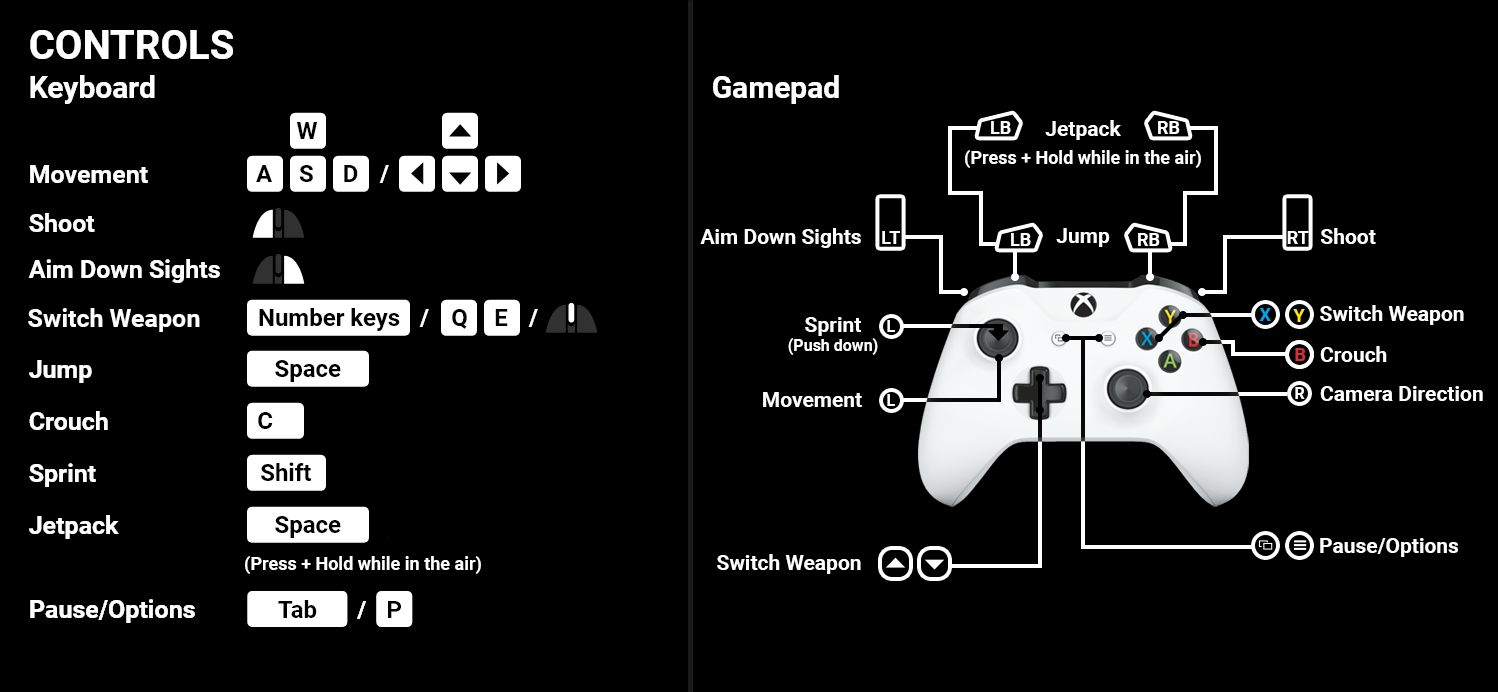 CONTROLS
Keyboard
W
Movement A S D /
Shoot
Aim Down Sights
Switch Weapon Number keys / Q E /
Jump Space
Crouch C
Sprint Shift
Jetpack Space
(Press + Hold while in the air)
Pause/Options Tab / P
Gamepad
LB Jetpack RB
(Press + Hold while in the air)
Aim Down Sights LT
LB Jump RB
RT Shoot
Sprint L
(Push down)
Movement L
Y
X B
A
X Y Switch Weapon
B Crouch
R Camera Direction
Switch Weapon
Pause/Options